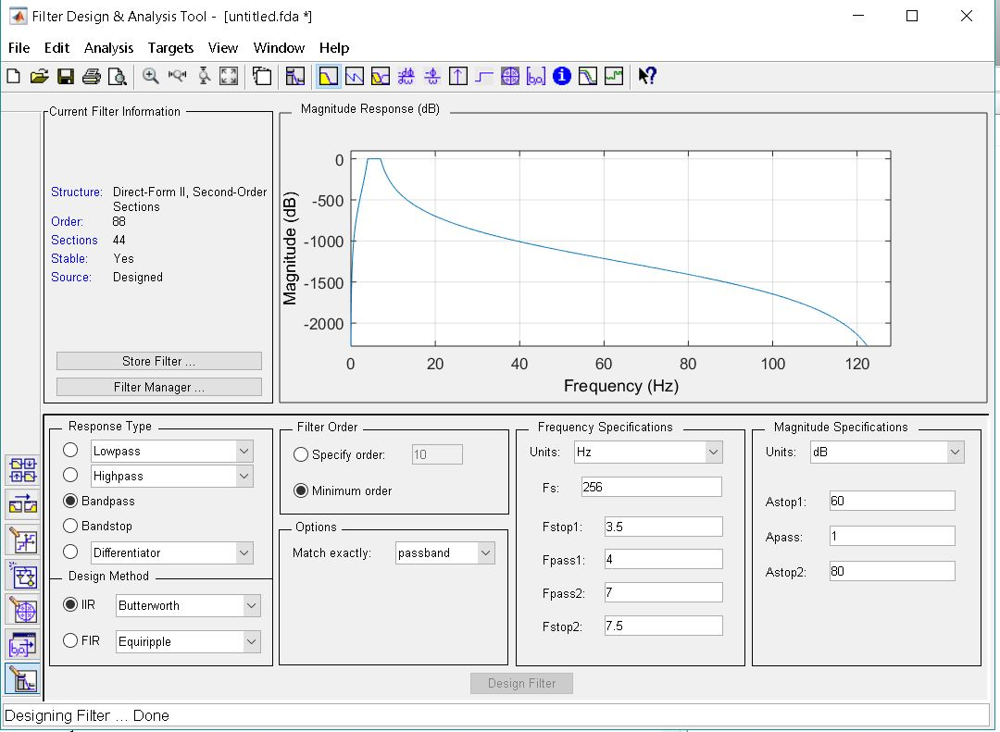 Filter Design & Analysis Tool - [untitled.fda *]
File Edit Analysis Targets View Window Help
Current Filter Information
Structure: Direct-Form II, Second-Order
Sections
Order: 88
Sections 44
Stable: Yes
Source: Designed
Store Filter ...
Filter Manager ...
Magnitude Response (dB)
Magnitude (dB)
0
-500
-1000
-1500
-2000
0 20 40 60 80 100 120
Frequency (Hz)
Response Type
Lowpass
Highpass
Bandpass
Bandstop
Differentiator
Design Method
IIR Butterworth
FIR Equiripple
Filter Order
Specify order: 10
Minimum order
Options
Match exactly: passband
Frequency Specifications
Units: Hz
Fs: 256
Fstop1: 3.5
Fpass1: 4
Fpass2: 7
Fstop2: 7.5
Magnitude Specifications
Units: dB
Astop1: 60
Apass: 1
Astop2: 80
Design Filter
Designing Filter ... Done